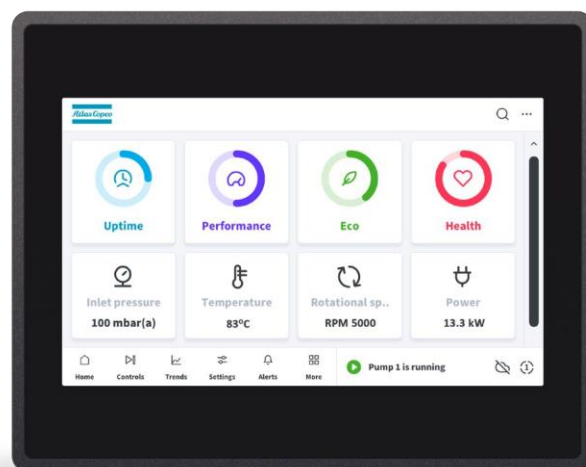 Atlas Copco
Uptime
Performance
Eco
Health
Inlet pressure
Temperature
Rotational sp..
Power
100 mbar(a)
83°C
RPM 5000
13.3 kW
Home
Controls
Trends
Settings
Alerts
More
Pump 1 is running
1